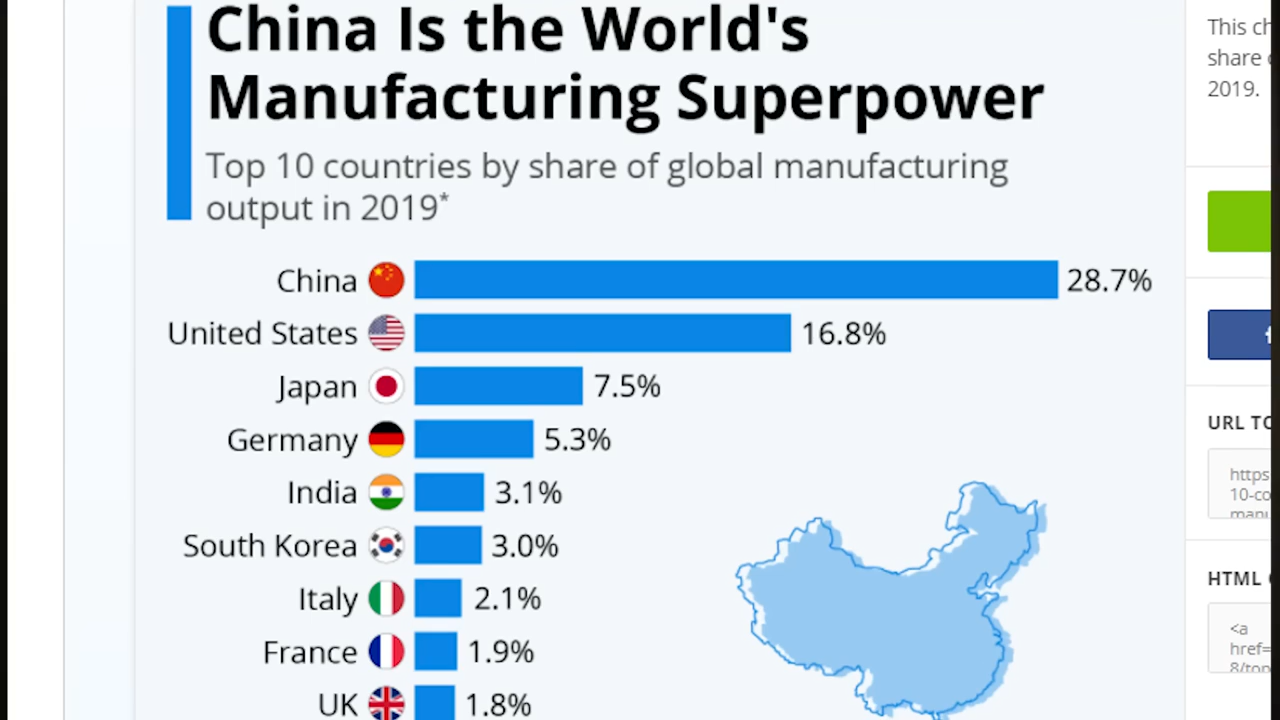 China Is the World's
Manufacturing Superpower
Top 10 countries by share of global manufacturing
output in 2019*
China 28.7%
United States 16.8%
Japan 7.5%
Germany 5.3%
India 3.1%
South Korea 3.0%
Italy 2.1%
France 1.9%
UK 1.8%
This ch
share
2019.
f
URL TO
https
10-co
manu
HTML
<a
href=
8/top